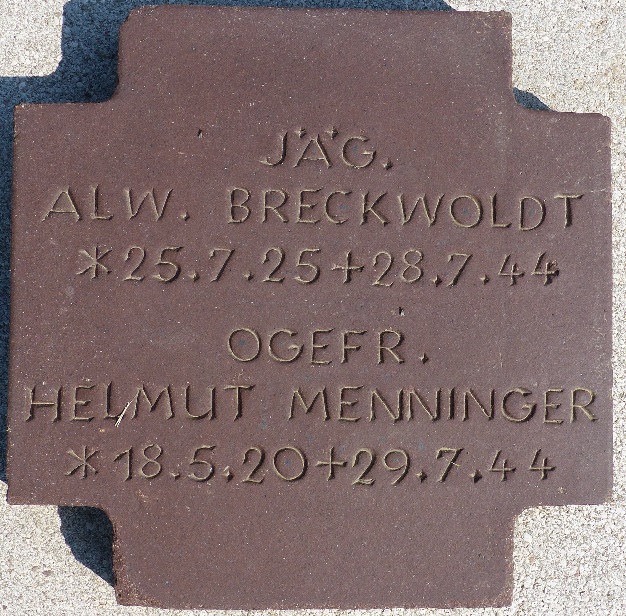 JÄG.
ALW. BRECKWOLDT
*25.7.25+28.7.44
OGEFR.
HELMUT MENNINGER
*18.5.20+29.7.44